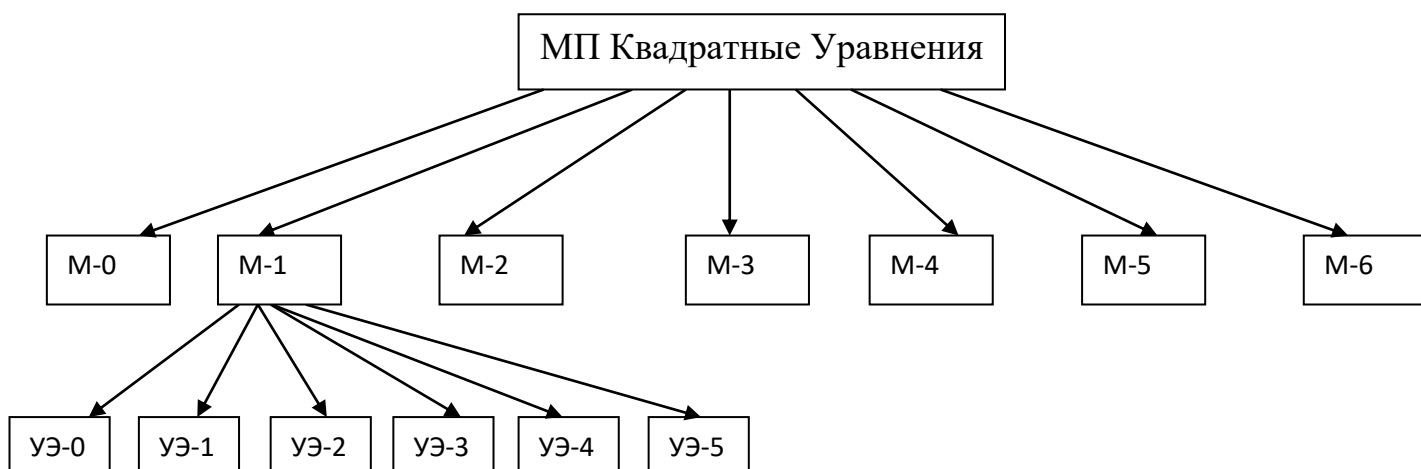 МП Квадратные Уравнения
М-0 М-1 М-2 М-3 М-4 М-5 М-6
УЭ-0 УЭ-1 УЭ-2 УЭ-3 УЭ-4 УЭ-5